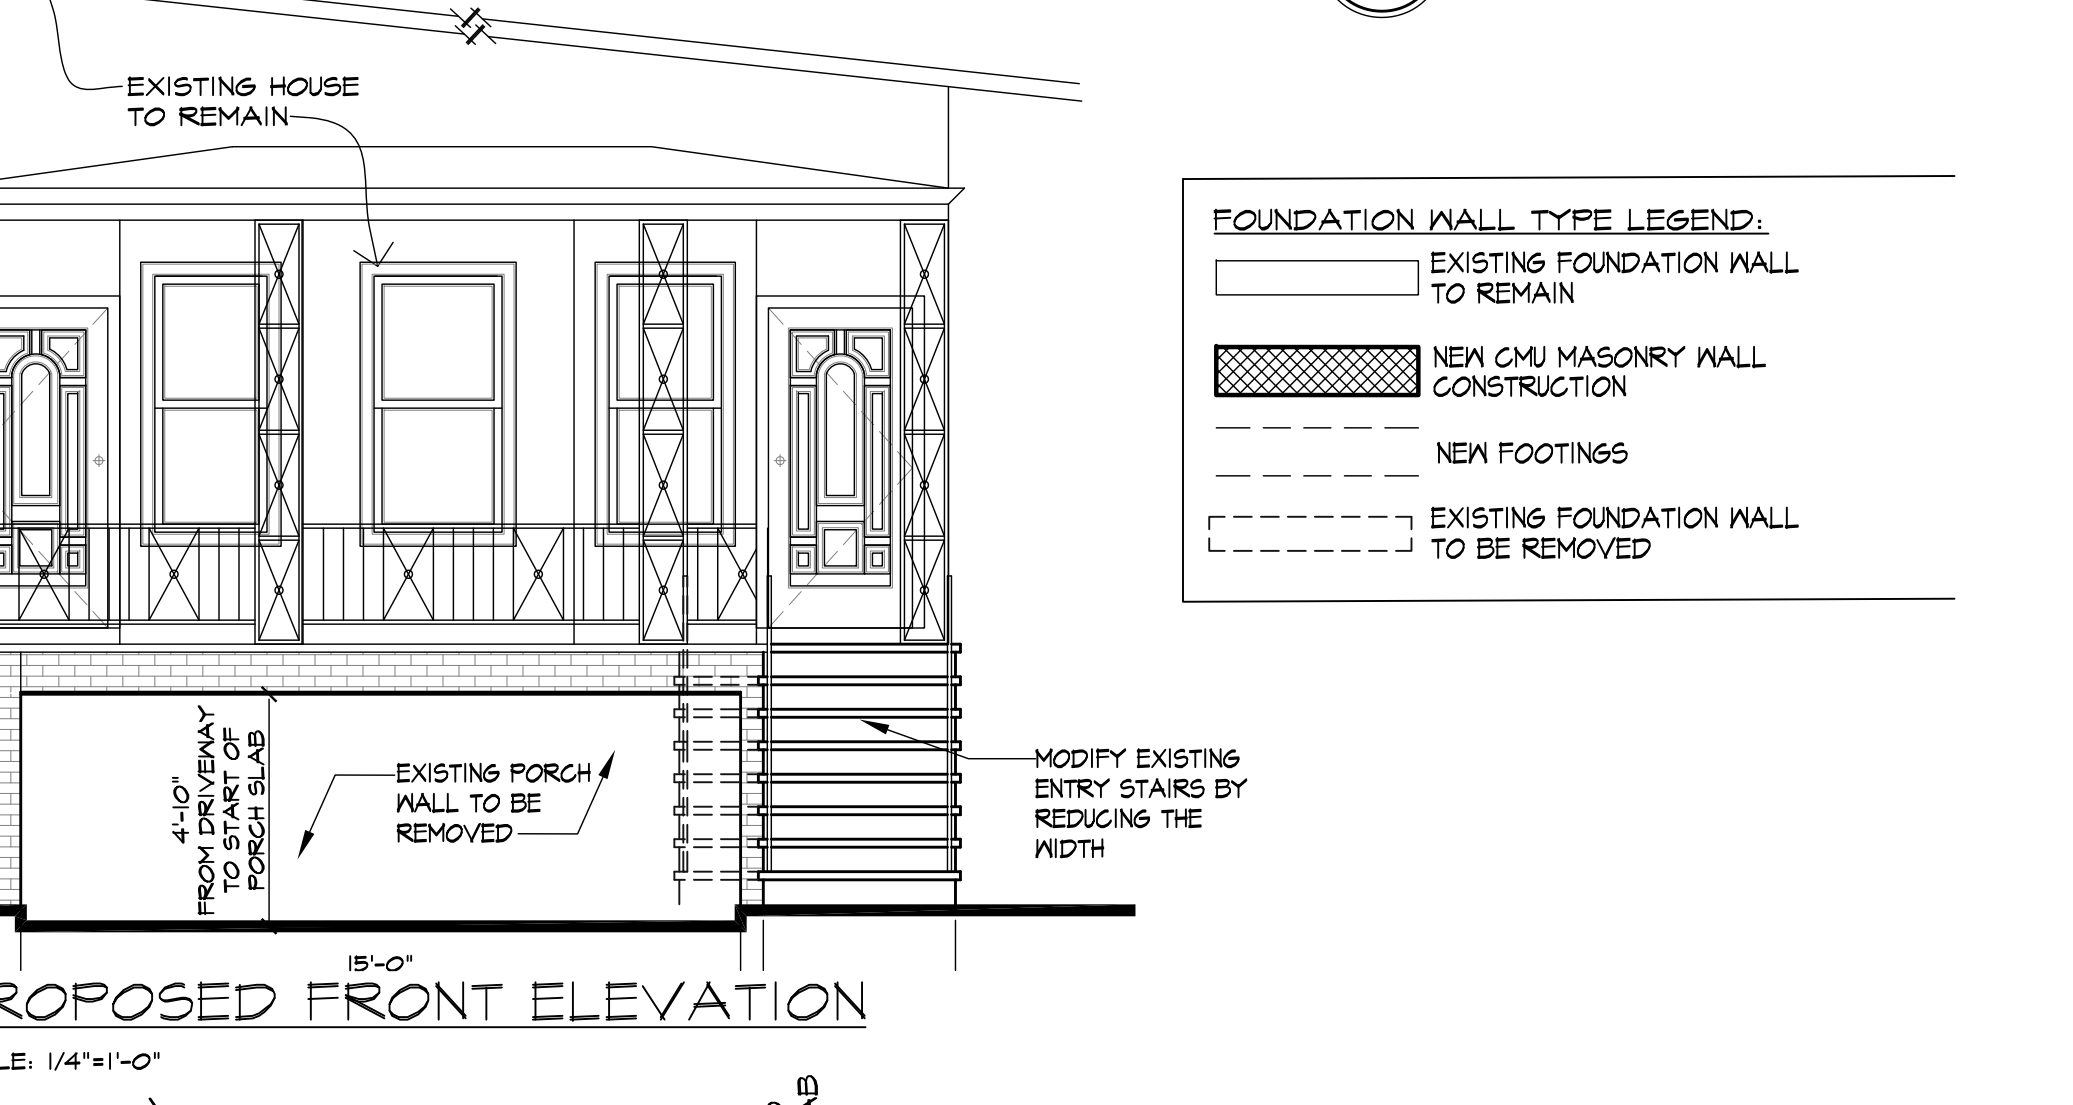 EXISTING HOUSE
TO REMAIN
FOUNDATION WALL TYPE LEGEND:
EXISTING FOUNDATION WALL
TO REMAIN
NEW CMU MASONRY WALL
CONSTRUCTION
NEW FOOTINGS
EXISTING FOUNDATION WALL
TO BE REMOVED
4'-10"
FROM DRIVEWAY
TO START OF
PORCH SLAB
EXISTING PORCH
WALL TO BE
REMOVED
MODIFY EXISTING
ENTRY STAIRS BY
REDUCING THE
WIDTH
15'-0"
ROPOSED FRONT ELEVATION
LE: 1/4"=1'-0"